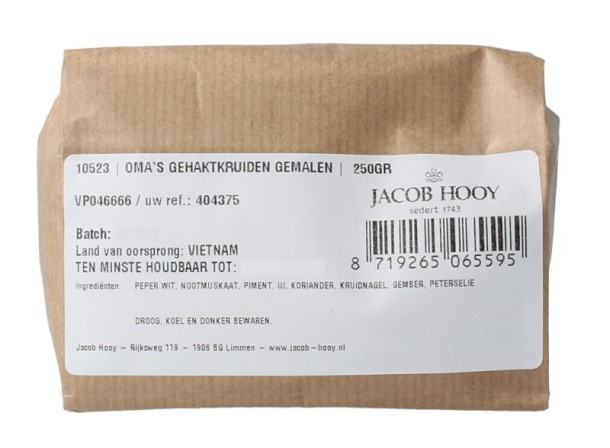 10523 | OMA'S GEHAKTKRUIDEN GEMALEN | 250GR
VP046666 / uw ref.: 404375
JACOB HOOY
sedert 1743
Batch:
Land van oorsprong: VIETNAM
TEN MINSTE HOUDBAAR TOT:
8 719265 065595
Ingrediënten: PEPER WIT, NOOTMUSKAAT, PIMENT, UI, KORIANDER, KRUIDNAGEL, GEMBER, PETERSELIE
DROOG, KOEL EN DONKER BEWAREN.
Jacob Hooy – Rijksweg 119 – 1906 BG Limmen – www.jacob-hooy.nl